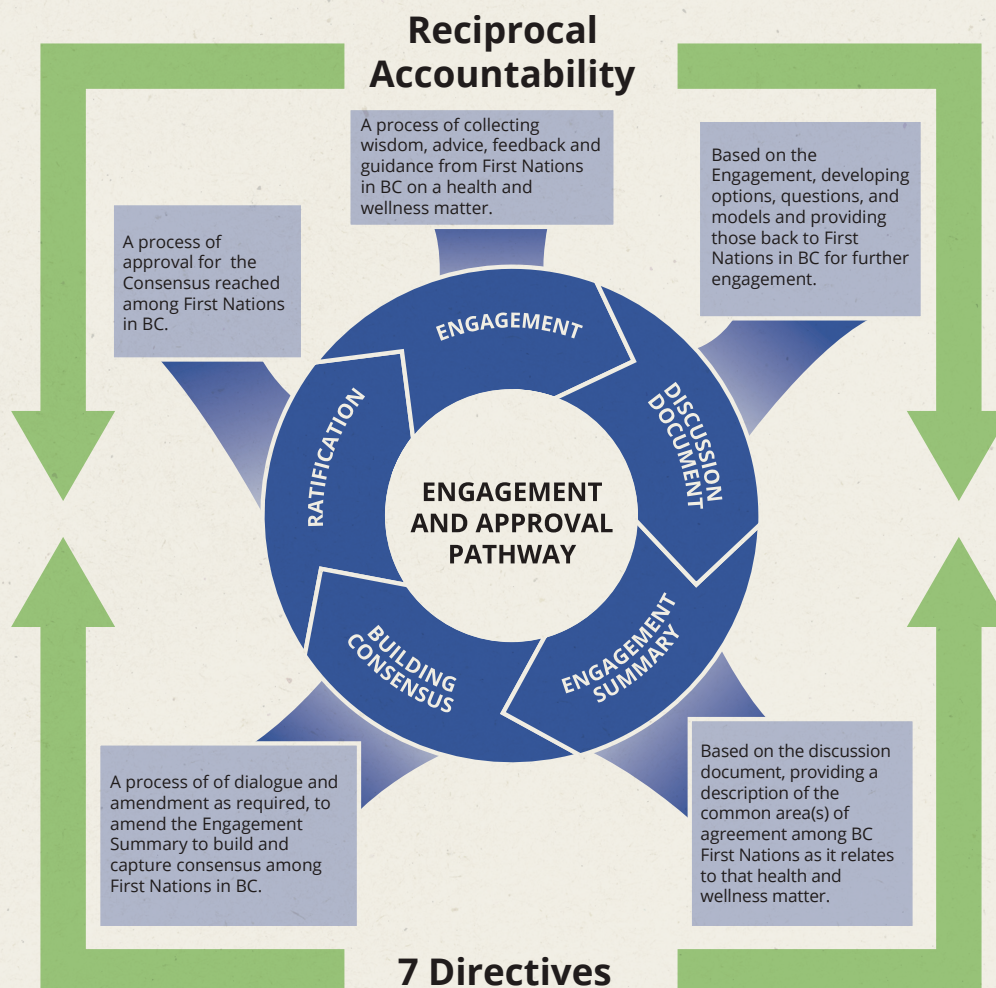 Reciprocal
Accountability
A process of collecting
wisdom, advice, feedback and
guidance from First Nations
in BC on a health and
wellness matter.
Based on the
Engagement, developing
options, questions, and
models and providing
those back to First
Nations in BC for further
engagement.
A process of
approval for the
Consensus reached
among First Nations
in BC.
ENGAGEMENT
DISCUSSION
DOCUMENT
RATIFICATION
ENGAGEMENT
AND APPROVAL
PATHWAY
ENGAGEMENT
SUMMARY
BUILDING
CONSENSUS
A process of of dialogue and
amendment as required, to
amend the Engagement
Summary to build and
capture consensus among
First Nations in BC.
Based on the discussion
document, providing a
description of the
common area(s) of
agreement among BC
First Nations as it relates
to that health and
wellness matter.
7 Directives